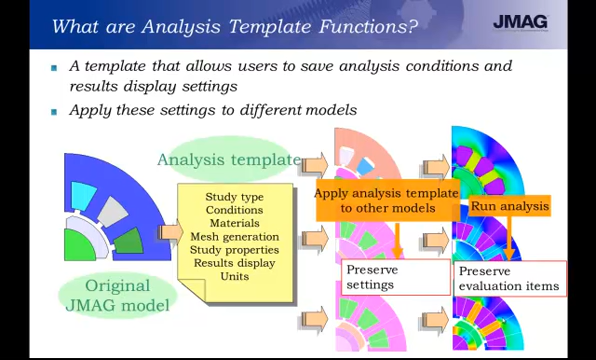 What are Analysis Template Functions?
JMAG
A template that allows users to save analysis conditions and
results display settings
Apply these settings to different models
Analysis template
Study type
Conditions
Materials
Mesh generation
Study properties
Results display
Units
Original
JMAG model
Apply analysis template
to other models
Run analysis
Preserve
settings
Preserve
evaluation items